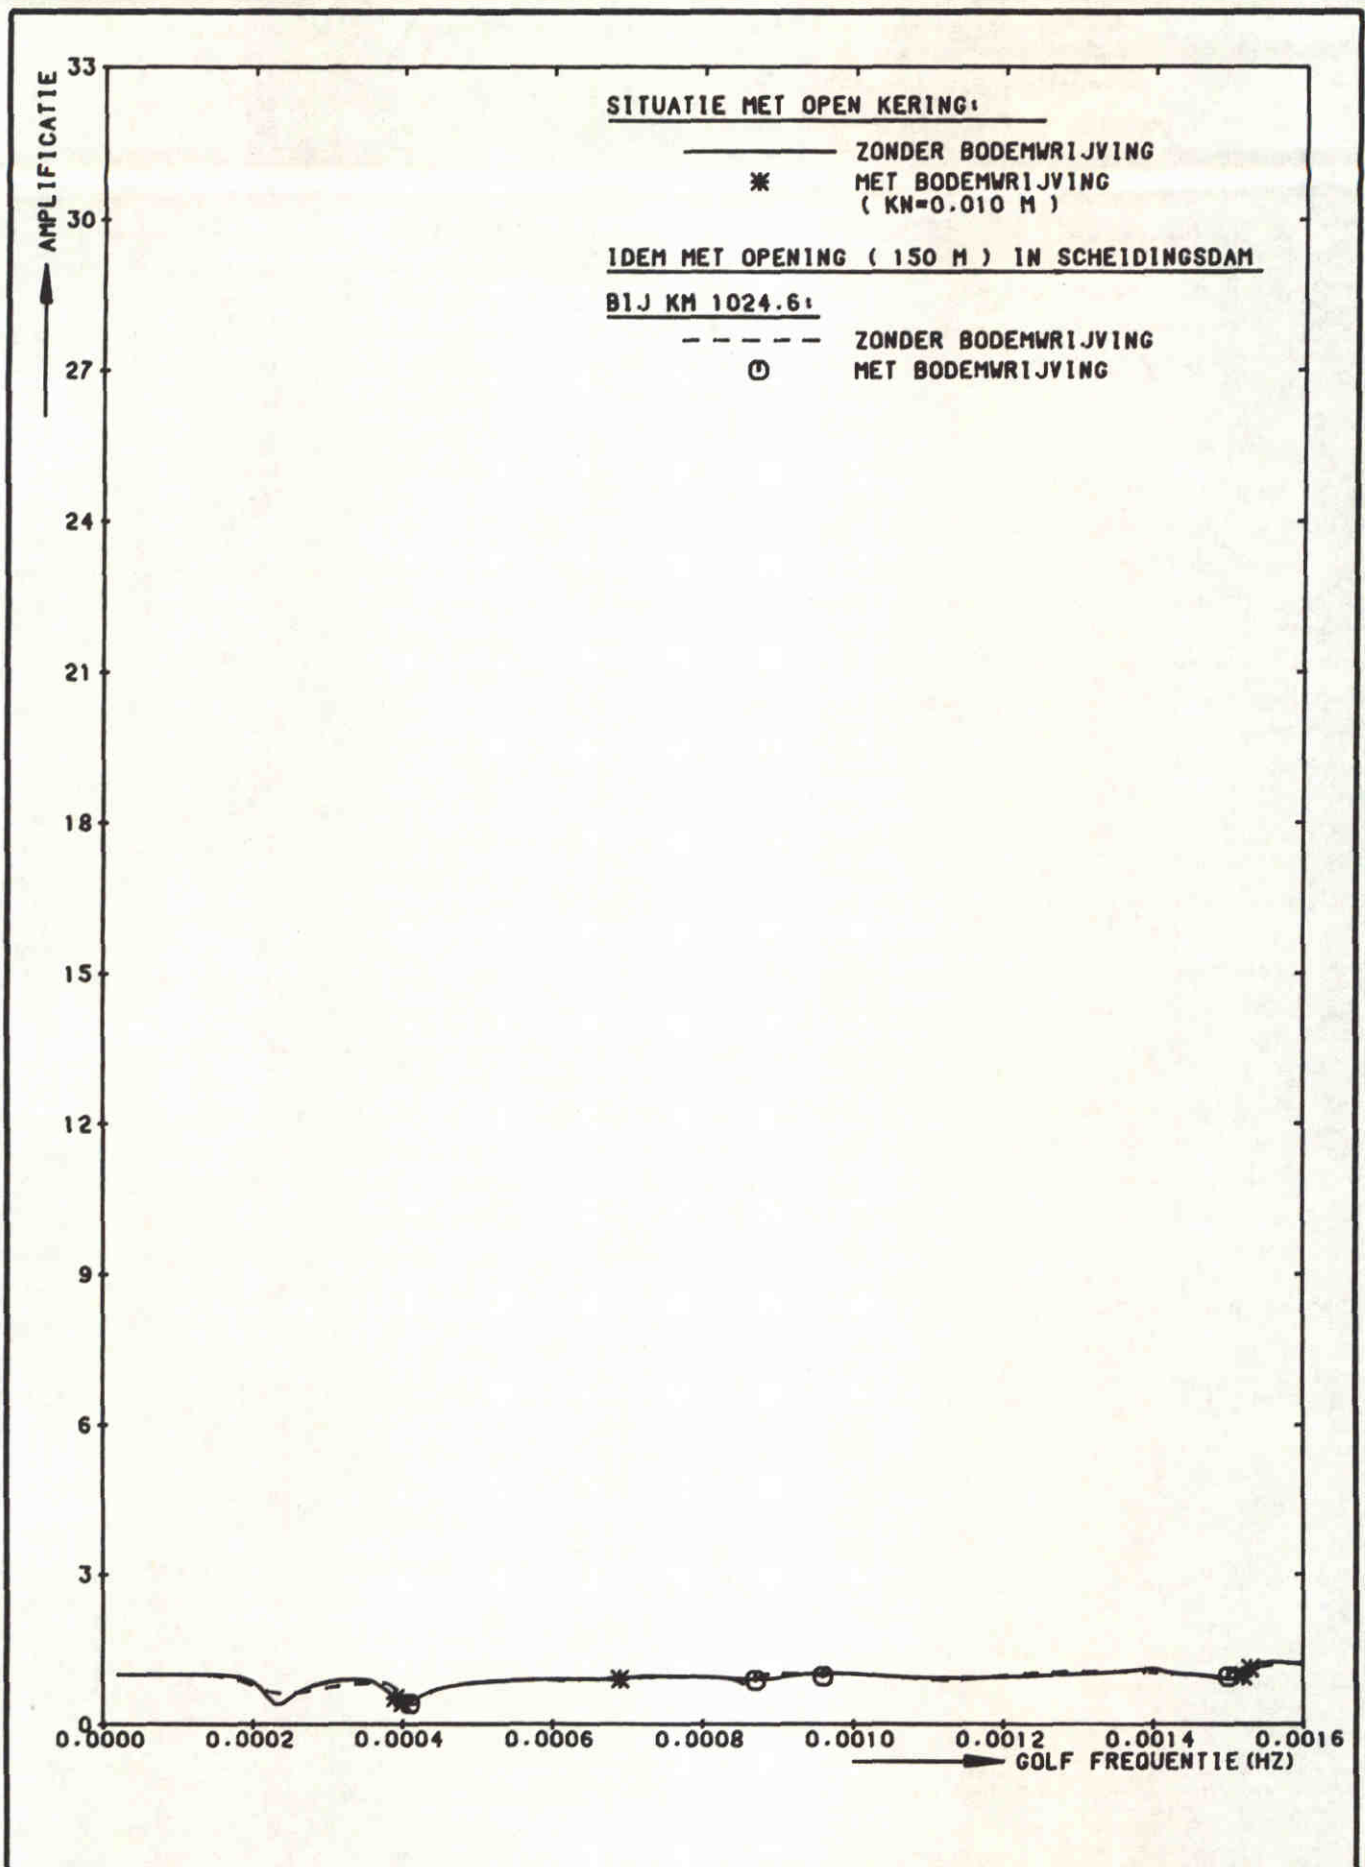 AMPLIFICATIE
33
30
27
24
21
18
15
12
9
6
3
0
SITUATIE MET OPEN KERING:
ZONDER BODEMWRIJVING
MET BODEMWRIJVING
( KN=0.010 M )
IDEM MET OPENING ( 150 M ) IN SCHEIDINGSDAM
BIJ KM 1024.6:
ZONDER BODEMWRIJVING
MET BODEMWRIJVING
0.0000 0.0002 0.0004 0.0006 0.0008 0.0010 0.0012 0.0014 0.0016
GOLF FREQUENTIE (HZ)